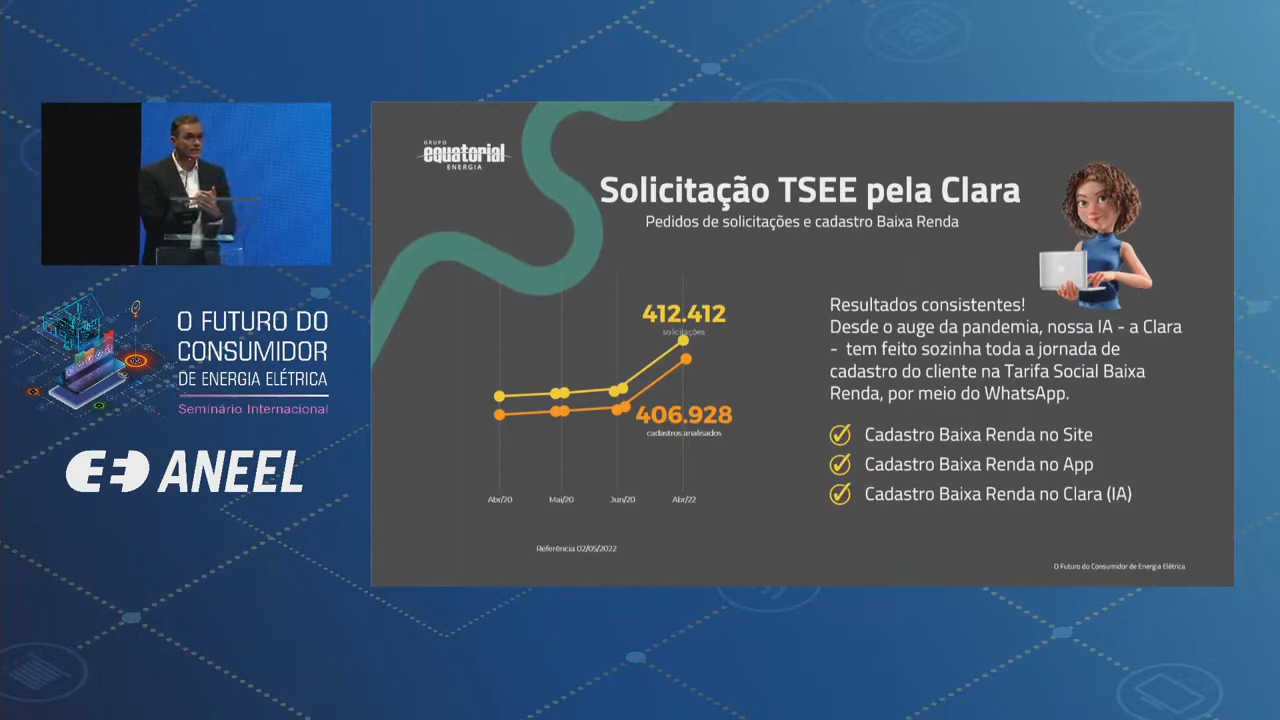 GRUPO
equatorial
ENERGIA
Solicitação TSEE pela Clara
Pedidos de solicitações e cadastro Baixa Renda
412.412
solicitações
406.928
cadastros analisados
Abr/20 Mai/20 Jun/20 Abr/22
Referência 02/05/2022
Resultados consistentes!
Desde o auge da pandemia, nossa IA - a Clara
- tem feito sozinha toda a jornada de
cadastro do cliente na Tarifa Social Baixa
Renda, por meio do WhatsApp.
Cadastro Baixa Renda no Site
Cadastro Baixa Renda no App
Cadastro Baixa Renda no Clara (IA)
O Futuro do Consumidor de Energia Elétrica
O FUTURO DO
CONSUMIDOR
DE ENERGIA ELÉTRICA
Seminário Internacional
ANEEL